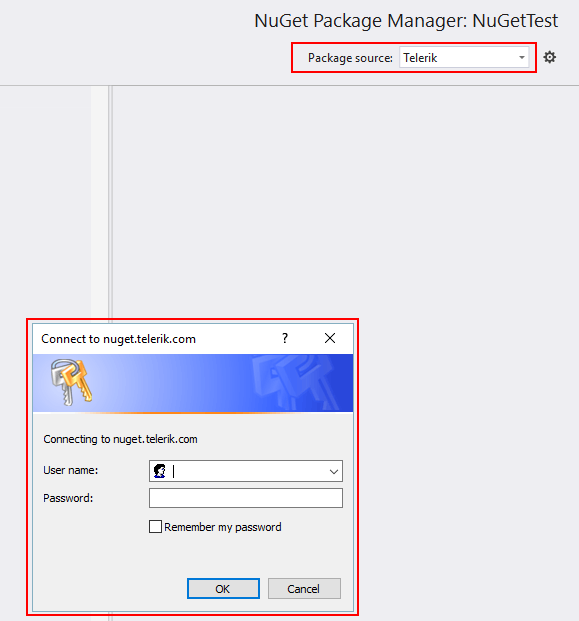 NuGet Package Manager: NuGetTest
Package source: Telerik
Connect to nuget.telerik.com ?
Connecting to nuget.telerik.com
User name:
Password:
Remember my password
OK Cancel